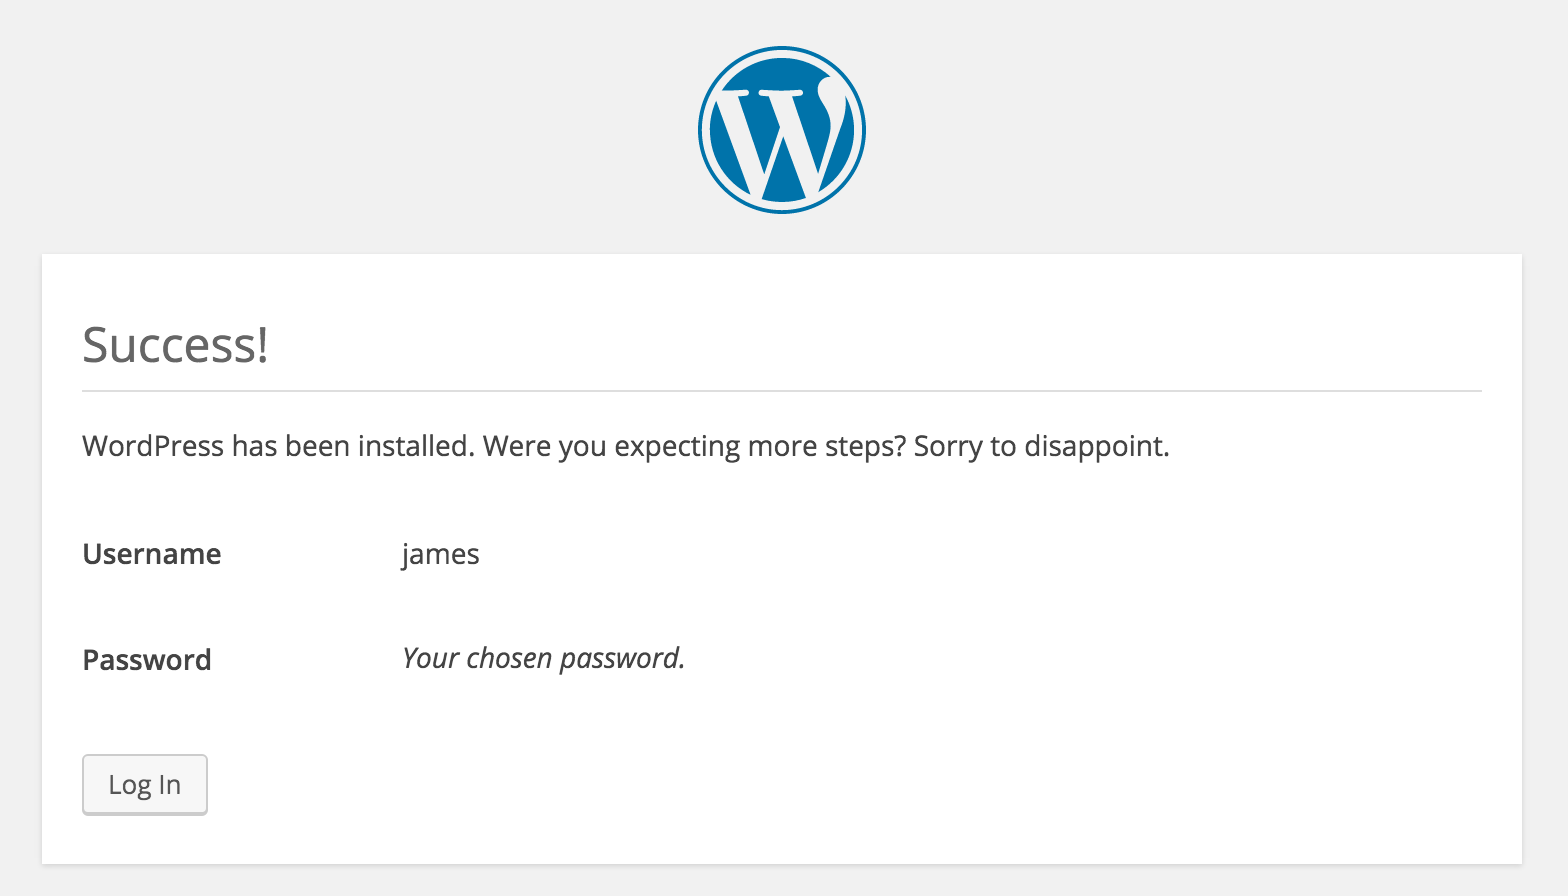 Success!
WordPress has been installed. Were you expecting more steps? Sorry to disappoint.
Username james
Password Your chosen password.
Log In